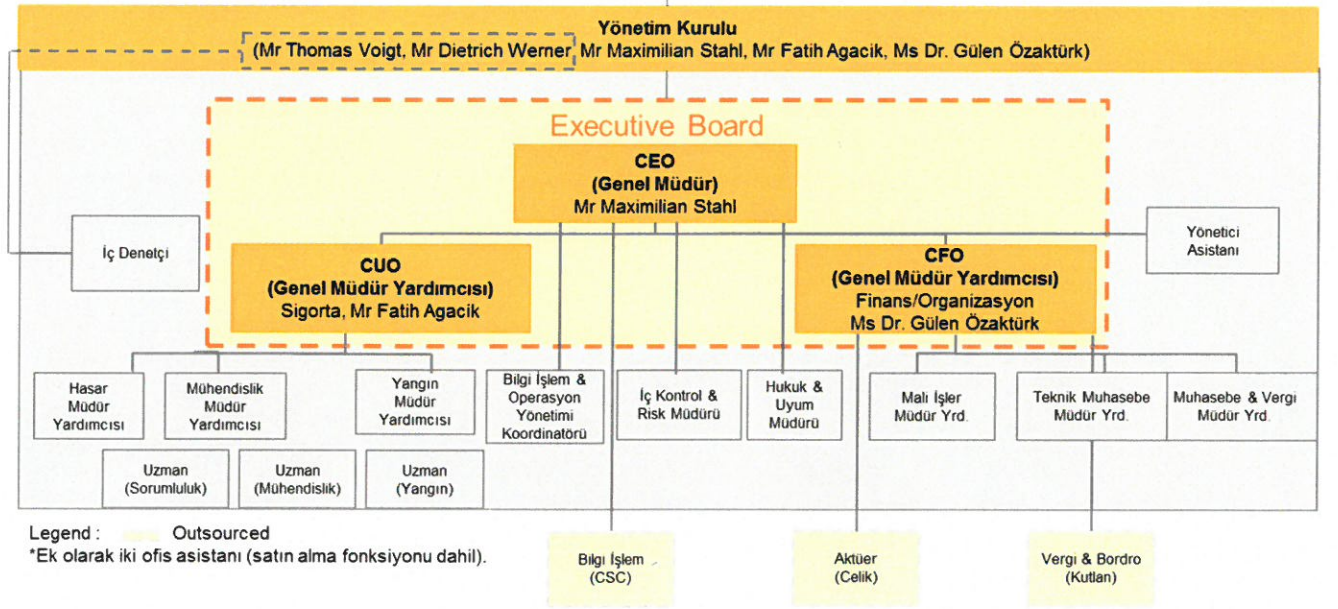 Yönetim Kurulu
(Mr Thomas Voigt, Mr Dietrich Werner, Mr Maximilian Stahl, Mr Fatih Agacik, Ms Dr. Gülen Özaktürk)
Executive Board
CEO
(Genel Müdür)
Mr Maximilian Stahl
İç Denetçi
Yönetici
Asistanı
CUO
(Genel Müdür Yardımcısı)
Sigorta, Mr Fatih Agacik
CFO
(Genel Müdür Yardımcısı)
Finans/Organizasyon
Ms Dr. Gülen Özaktürk
Hasar
Müdür
Yardımcısı
Mühendislik
Müdür
Yardımcısı
Yangın
Müdür
Yardımcısı
Bilgi İşlem &
Operasyon
Yönetimi
Koordinatörü
İç Kontrol &
Risk Müdürü
Hukuk &
Uyum
Müdürü
Mali İşler
Müdür Yrd.
Teknik Muhasebe
Müdür Yrd.
Muhasebe & Vergi
Müdür Yrd.
Uzman
(Sorumluluk)
Uzman
(Mühendislik)
Uzman
(Yangın)
Legend : Outsourced
*Ek olarak iki ofis asistanı (satın alma fonksiyonu dahil).
Bilgi İşlem
(CSC)
Aktüer
(Celik)
Vergi & Bordro
(Kutlan)